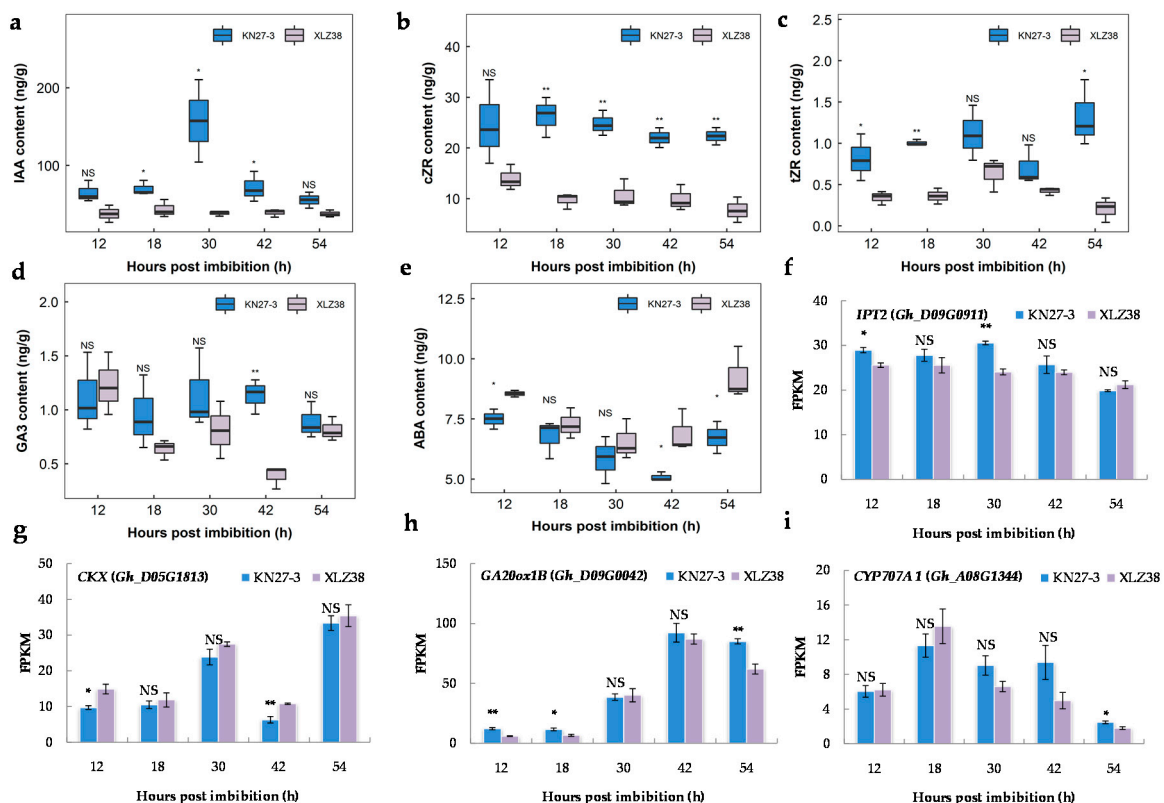 a
KN27-3 XLZ38
IAA content (ng/g)
200
100
NS * * * NS
12 18 30 42 54
Hours post imbibition (h)
b
KN27-3 XLZ38
cZR content (ng/g)
40
30
20
10
NS ** ** ** **
12 18 30 42 54
Hours post imbibition (h)
c
KN27-3 XLZ38
tZR content (ng/g)
2.0
1.5
1.0
0.5
0.0
* ** NS NS *
12 18 30 42 54
Hours post imbibition (h)
d
KN27-3 XLZ38
GA3 content (ng/g)
2.0
1.5
1.0
0.5
NS NS NS ** NS
12 18 30 42 54
Hours post imbibition (h)
e
KN27-3 XLZ38
ABA content (ng/g)
12.5
10.0
7.5
5.0
* NS NS * *
12 18 30 42 54
Hours post imbibition (h)
f
IPT2 (Gh_D09G0911) KN27-3 XLZ38
FPKM
40
30
20
10
0
* NS ** NS NS
12 18 30 42 54
Hours post imbibition (h)
g
CKX (Gh_D05G1813) KN27-3 XLZ38
FPKM
50
40
30
20
10
0
* NS NS ** NS
12 18 30 42 54
Hours post imbibition (h)
h
GA20ox1B (Gh_D09G0042) KN27-3 XLZ38
FPKM
150
100
50
0
** * NS NS **
12 18 30 42 54
Hours post imbibition (h)
i
CYP707A 1 (Gh_A08G1344) KN27-3 XLZ38
FPKM
20
16
12
8
4
0
NS NS NS NS *
12 18 30 42 54
Hours post imbibition (h)